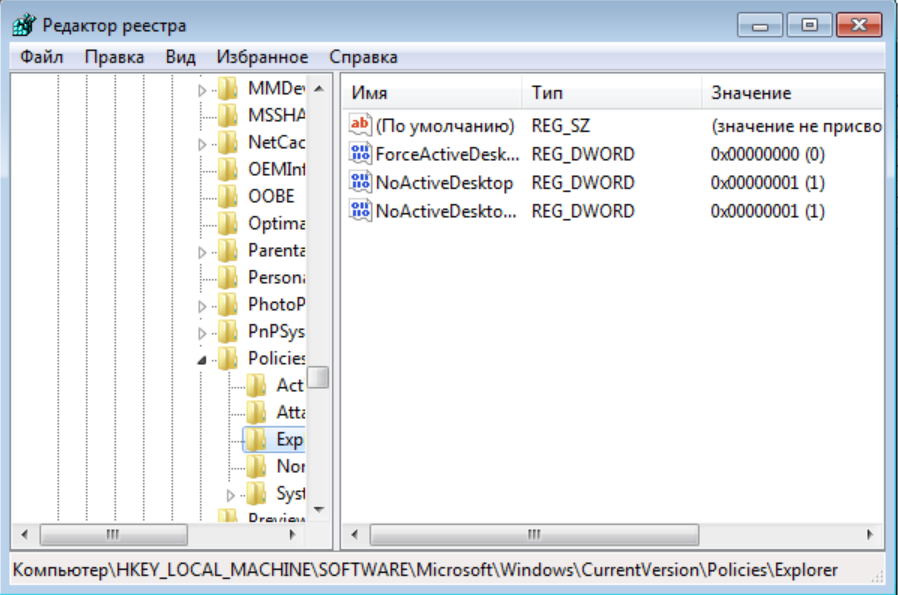 Редактор реестра
Файл Правка Вид Избранное Справка
MMDev
MSSHA
NetCac
OEMInf
OOBE
Optima
Parenta
Persona
PhotoP
PnPSys
Policies
Act
Atta
Exp
Non
Syst
Preview
Имя Тип Значение
(По умолчанию) REG_SZ (значение не присво
ForceActiveDesk... REG_DWORD 0x00000000 (0)
NoActiveDesktop REG_DWORD 0x00000001 (1)
NoActiveDeskto... REG_DWORD 0x00000001 (1)
Компьютер\HKEY_LOCAL_MACHINE\SOFTWARE\Microsoft\Windows\CurrentVersion\Policies\Explorer